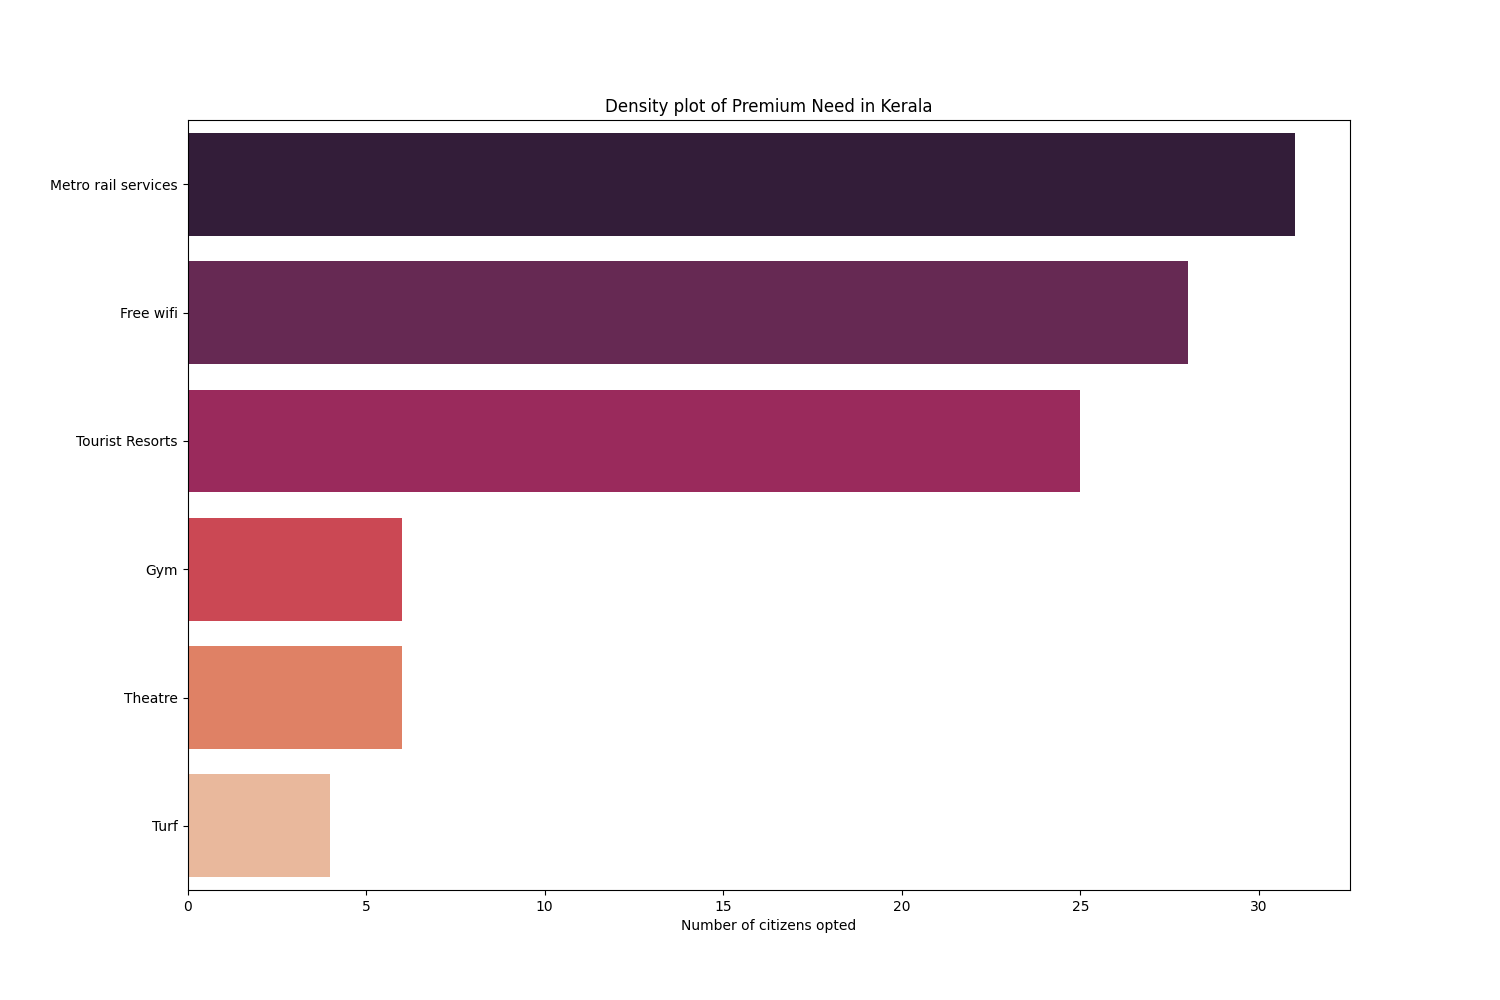 Density plot of Premium Need in Kerala
Metro rail services
Free wifi
Tourist Resorts
Gym
Theatre
Turf
0 5 10 15 20 25 30
Number of citizens opted